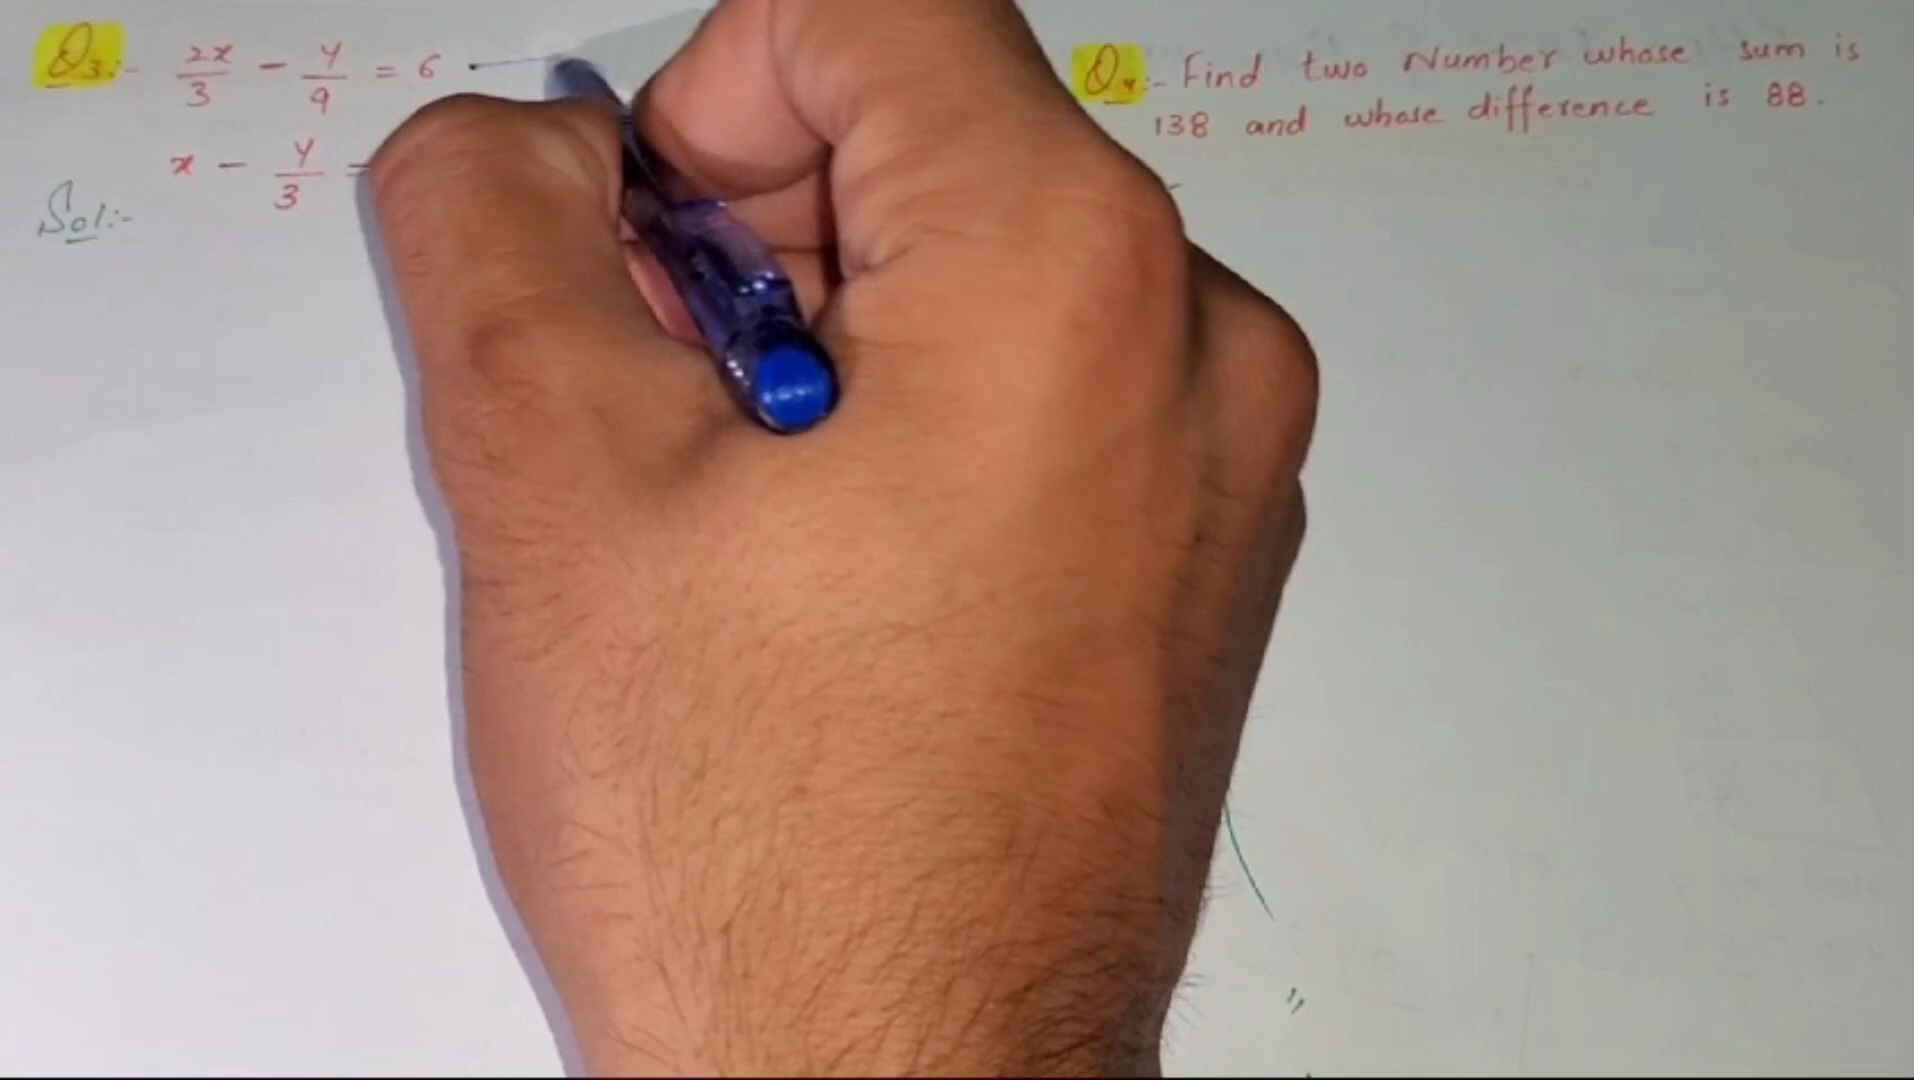 Q3:- 2x/3 - y/9 = 6
x - y/3 =
Sol:-
Q4:- Find two Number whose sum is
138 and whose difference is 88.